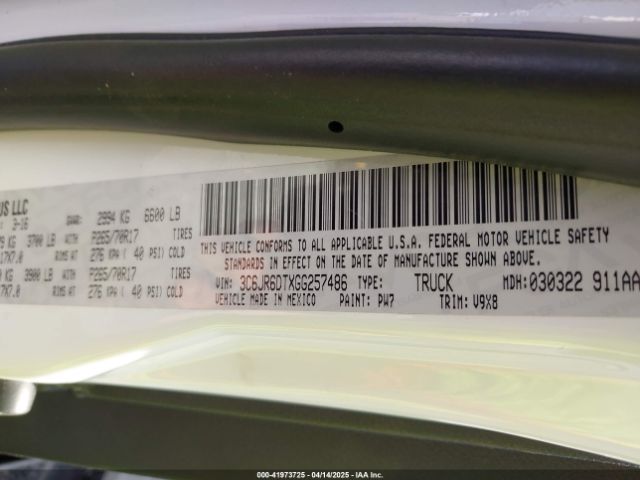 US LLC
3-16
GVWR: 2994 KG 6600 LB
KG 3700 LB WITH P265/70R17 TIRES
17X7.0 RIMS AT 276 KPA ( 40 PSI) COLD
KG 3900 LB WITH P265/70R17 TIRES
17X7.0 RIMS AT 276 KPA ( 40 PSI) COLD
THIS VEHICLE CONFORMS TO ALL APPLICABLE U.S.A. FEDERAL MOTOR VEHICLE SAFETY
STANDARDS IN EFFECT ON THE DATE OF MANUFACTURE SHOWN ABOVE.
VIN: 3C6JR6DTXGG257486 TYPE: TRUCK MDH: 030322 911AA
VEHICLE MADE IN MEXICO PAINT: PW7 TRIM: V9X8
000-41973725 - 04/14/2025 - IAA Inc.